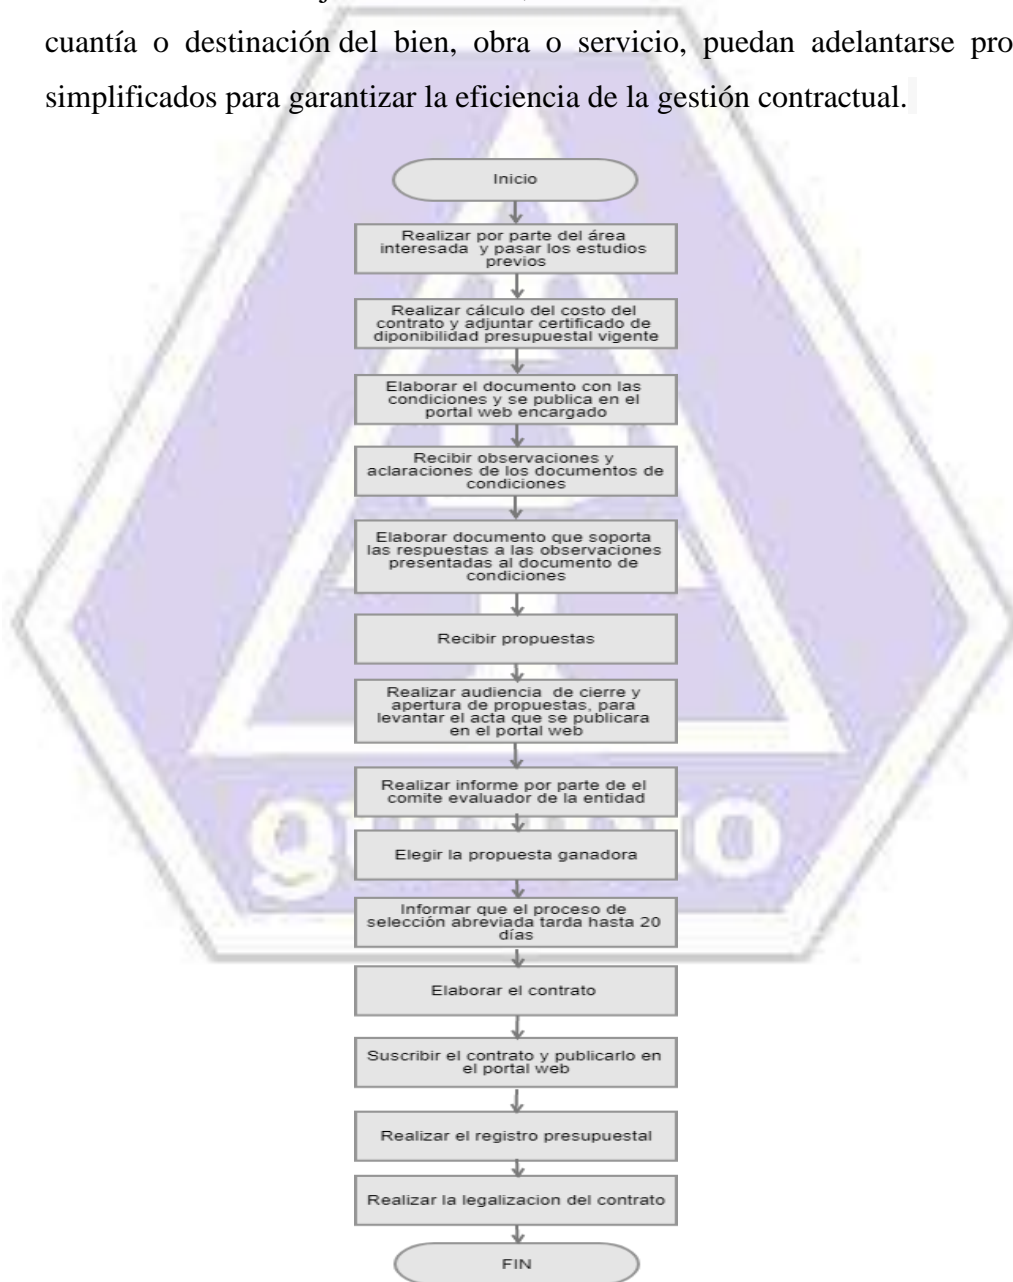 cuantía o destinación del bien, obra o servicio, puedan adelantarse pro
simplificados para garantizar la eficiencia de la gestión contractual.
Inicio
Realizar por parte del área
interesada y pasar los estudios
previos
Realizar cálculo del costo del
contrato y adjuntar certificado de
diponibilidad presupuestal vigente
Elaborar el documento con las
condiciones y se publica en el
portal web encargado
Recibir observaciones y
aclaraciones de los documentos de
condiciones
Elaborar documento que soporta
las respuestas a las observaciones
presentadas al documento de
condiciones
Recibir propuestas
Realizar audiencia de cierre y
apertura de propuestas, para
levantar el acta que se publicara
en el portal web
Realizar informe por parte de el
comite evaluador de la entidad
Elegir la propuesta ganadora
Informar que el proceso de
selección abreviada tarda hasta 20
días
Elaborar el contrato
Suscribir el contrato y publicarlo en
el portal web
Realizar el registro presupuestal
Realizar la legalizacion del contrato
FIN